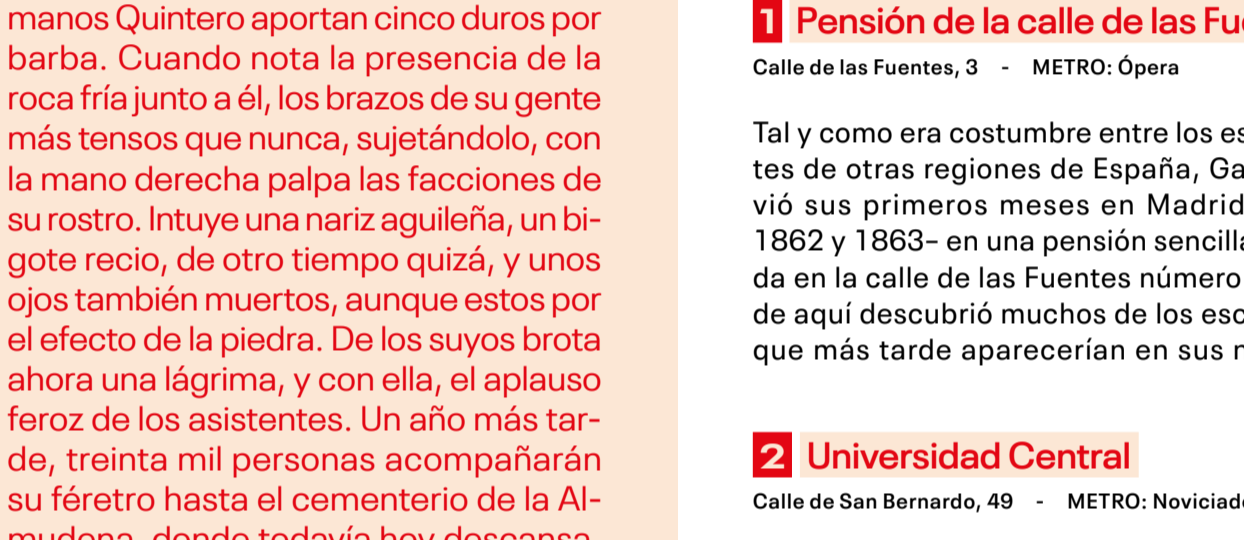 manos Quintero aportan cinco duros por
barba. Cuando nota la presencia de la
roca fría junto a él, los brazos de su gente
más tensos que nunca, sujetándolo, con
la mano derecha palpa las facciones de
su rostro. Intuye una nariz aguileña, un bi-
gote recio, de otro tiempo quizá, y unos
ojos también muertos, aunque estos por
el efecto de la piedra. De los suyos brota
ahora una lágrima, y con ella, el aplauso
feroz de los asistentes. Un año más tar-
de, treinta mil personas acompañarán
su féretro hasta el cementerio de la Al-
mudena, donde todavía hoy descansa.
1 Pensión de la calle de las Fue
Calle de las Fuentes, 3 - METRO: Ópera
Tal y como era costumbre entre los es
tes de otras regiones de España, Ga
vió sus primeros meses en Madrid
1862 y 1863– en una pensión sencilla
da en la calle de las Fuentes número
de aquí descubrió muchos de los esc
que más tarde aparecerían en sus n
2 Universidad Central
Calle de San Bernardo, 49 - METRO: Noviciado